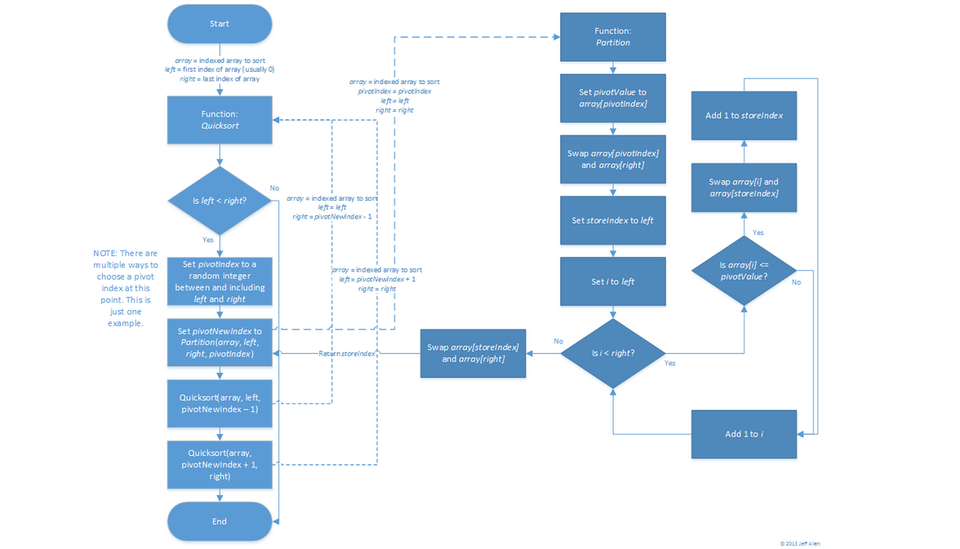 Start
array = indexed array to sort
left = first index of array (usually 0)
right = last index of array
Function:
Quicksort
Is left < right?
No
Yes
NOTE: There are
multiple ways to
choose a pivot
index at this
point. This is
just one
example.
Set pivotIndex to a
random integer
between and including
left and right
Set pivotNewIndex to
Partition(array, left,
right, pivotIndex)
Quicksort(array, left,
pivotNewIndex – 1)
Quicksort(array,
pivotNewIndex + 1,
right)
End
array = indexed array to sort
pivotIndex = pivotIndex
left = left
right = right
array = indexed array to sort
left = left
right = pivotNewIndex - 1
array = indexed array to sort
left = pivotNewIndex + 1
right = right
Return storeIndex
Function:
Partition
Set pivotValue to
array[pivotIndex]
Swap array[pivotIndex]
and array[right]
Set storeIndex to left
Set i to left
Is i < right?
No
Yes
Swap array[storeIndex]
and array[right]
Add 1 to storeIndex
Swap array[i] and
array[storeIndex]
Yes
Is array[i] <=
pivotValue?
No
Add 1 to i
© 2013 Jeff Allen